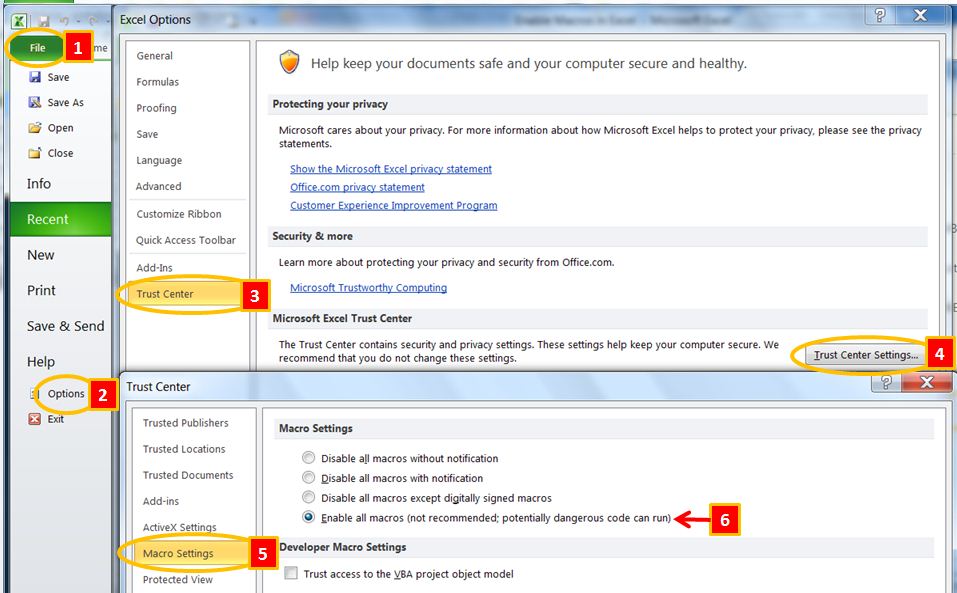 Excel Options
Enable Macros in Excel - Microsoft Excel
File
1
me
Save
Save As
Open
Close
Info
Recent
New
Print
Save & Send
Help
Options
2
Exit
General
Formulas
Proofing
Save
Language
Advanced
Customize Ribbon
Quick Access Toolbar
Add-Ins
Trust Center
3
Help keep your documents safe and your computer secure and healthy.
Protecting your privacy
Microsoft cares about your privacy. For more information about how Microsoft Excel helps to protect your privacy, please see the privacy
statements.
Show the Microsoft Excel privacy statement
Office.com privacy statement
Customer Experience Improvement Program
Security & more
Learn more about protecting your privacy and security from Office.com.
Microsoft Trustworthy Computing
Microsoft Excel Trust Center
The Trust Center contains security and privacy settings. These settings help keep your computer secure. We
recommend that you do not change these settings.
Trust Center Settings...
4
Trust Center
Trusted Publishers
Trusted Locations
Trusted Documents
Add-ins
ActiveX Settings
Macro Settings
5
Protected View
Macro Settings
Disable all macros without notification
Disable all macros with notification
Disable all macros except digitally signed macros
Enable all macros (not recommended; potentially dangerous code can run)
6
Developer Macro Settings
Trust access to the VBA project object model